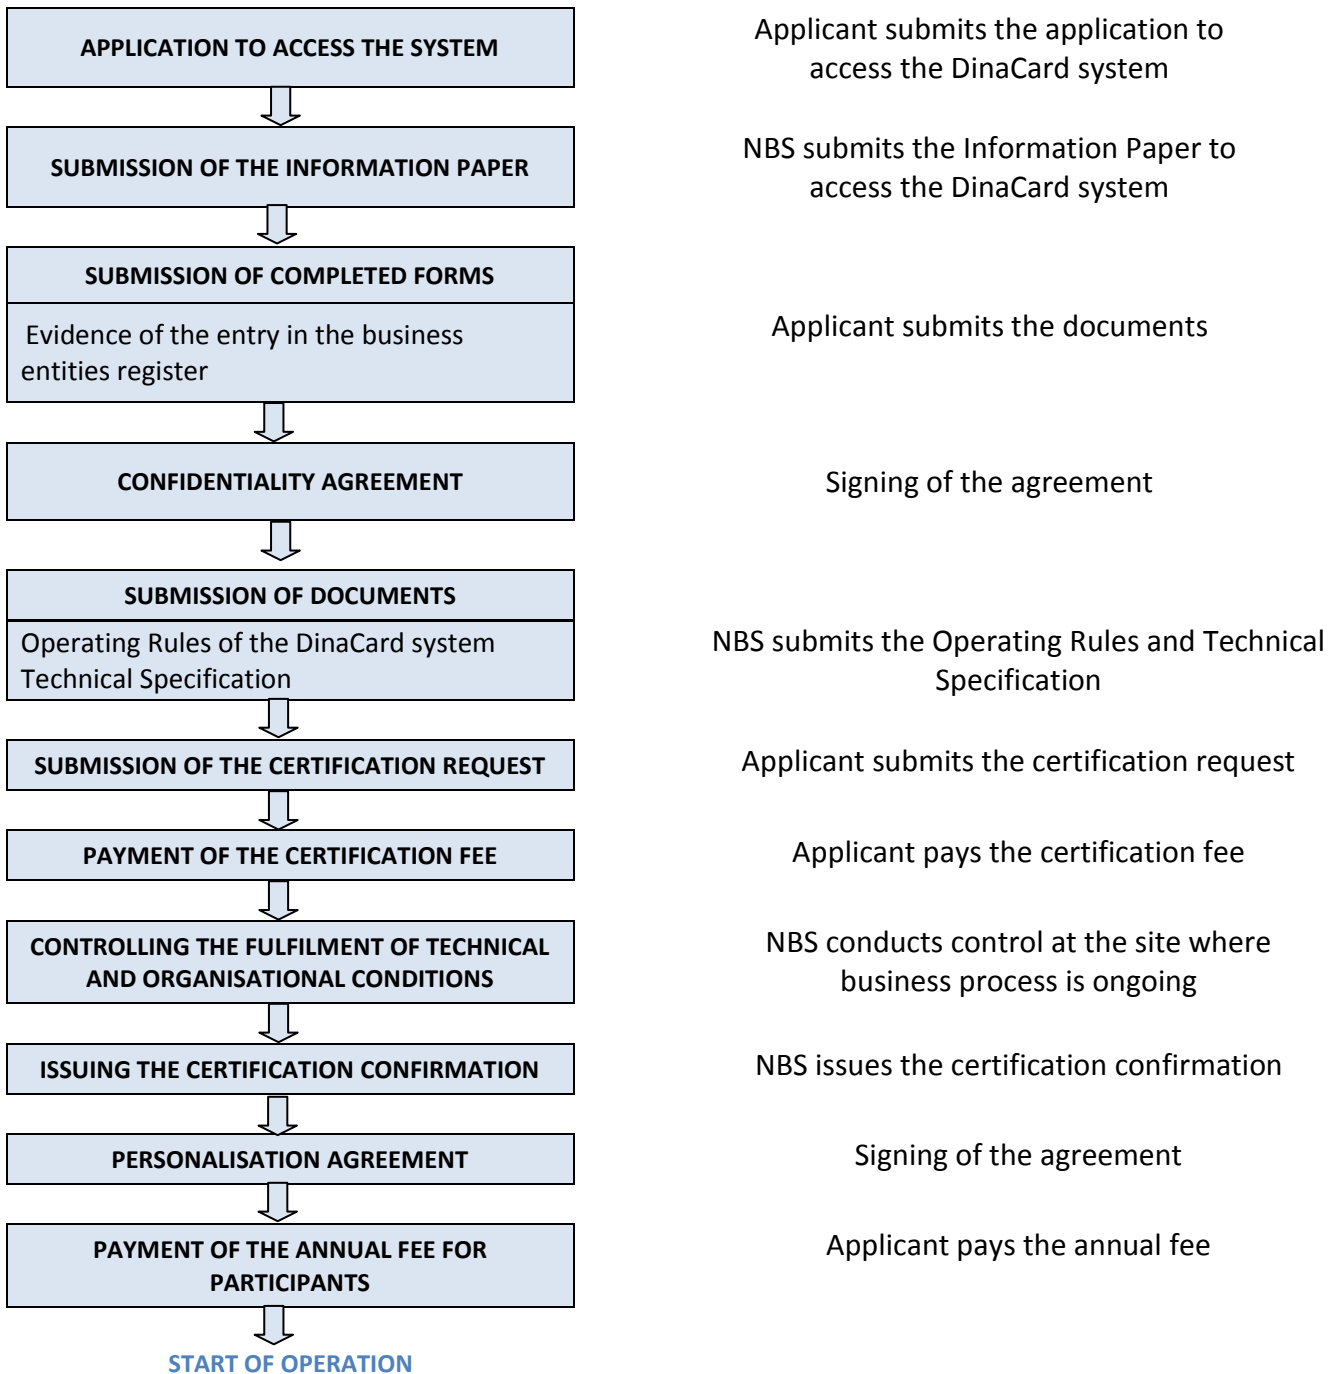 APPLICATION TO ACCESS THE SYSTEM
Applicant submits the application to
access the DinaCard system
SUBMISSION OF THE INFORMATION PAPER
NBS submits the Information Paper to
access the DinaCard system
SUBMISSION OF COMPLETED FORMS
Evidence of the entry in the business
entities register
Applicant submits the documents
CONFIDENTIALITY AGREEMENT
Signing of the agreement
SUBMISSION OF DOCUMENTS
Operating Rules of the DinaCard system
Technical Specification
NBS submits the Operating Rules and Technical
Specification
SUBMISSION OF THE CERTIFICATION REQUEST
Applicant submits the certification request
PAYMENT OF THE CERTIFICATION FEE
Applicant pays the certification fee
CONTROLLING THE FULFILMENT OF TECHNICAL
AND ORGANISATIONAL CONDITIONS
NBS conducts control at the site where
business process is ongoing
ISSUING THE CERTIFICATION CONFIRMATION
NBS issues the certification confirmation
PERSONALISATION AGREEMENT
Signing of the agreement
PAYMENT OF THE ANNUAL FEE FOR
PARTICIPANTS
Applicant pays the annual fee
START OF OPERATION